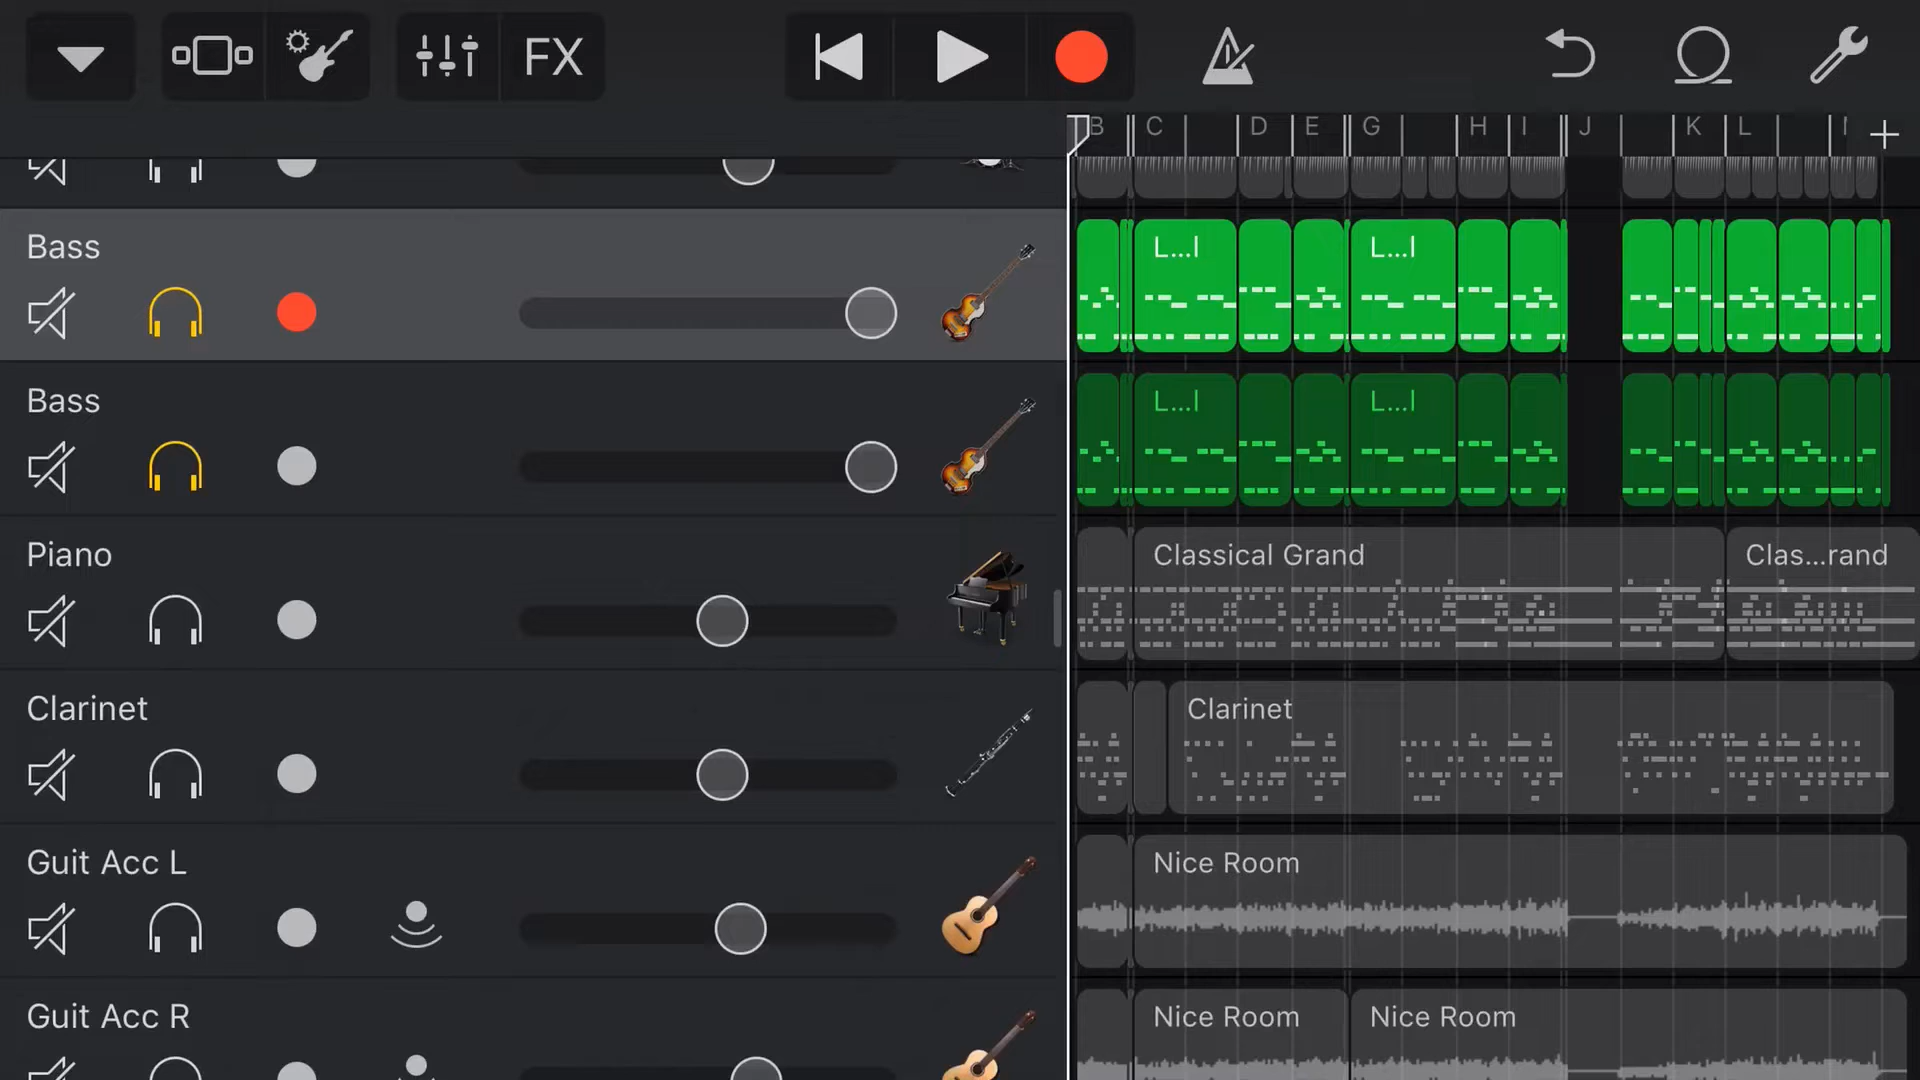 FX
B C D E G H I J K L
Bass
L...l L...l
Bass
L...l L...l
Piano
Classical Grand Clas...rand
Clarinet
Clarinet
Guit Acc L
Nice Room
Guit Acc R
Nice Room Nice Room